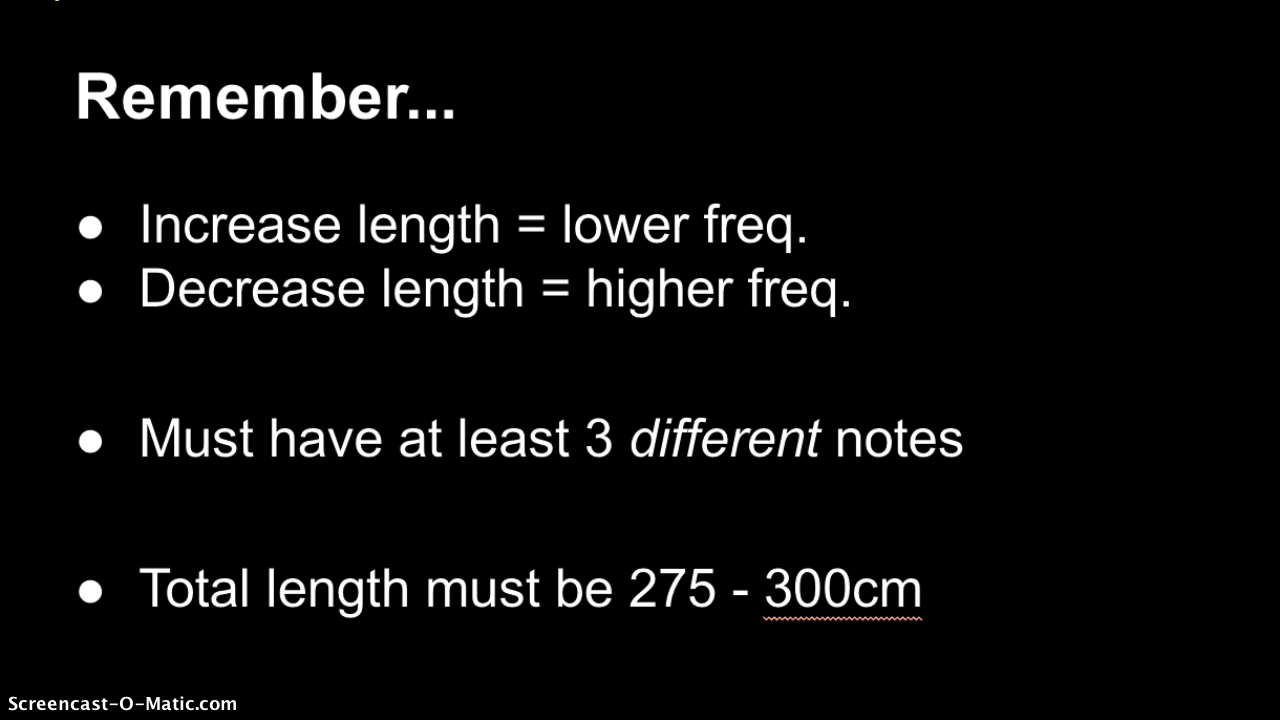 Remember...
● Increase length = lower freq.
● Decrease length = higher freq.
● Must have at least 3 different notes
● Total length must be 275 - 300cm
Screencast-O-Matic.com